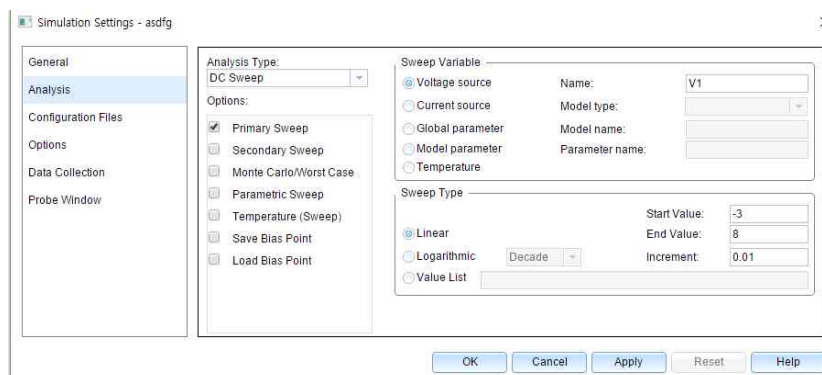 Simulation Settings - asdfg
General
Analysis
Configuration Files
Options
Data Collection
Probe Window
Analysis Type:
DC Sweep
Options:
Primary Sweep
Secondary Sweep
Monte Carlo/Worst Case
Parametric Sweep
Temperature (Sweep)
Save Bias Point
Load Bias Point
Sweep Variable
Voltage source
Current source
Global parameter
Model parameter
Temperature
Name: V1
Model type:
Model name:
Parameter name:
Sweep Type
Linear
Logarithmic Decade
Value List
Start Value: -3
End Value: 8
Increment: 0.01
OK Cancel Apply Reset Help